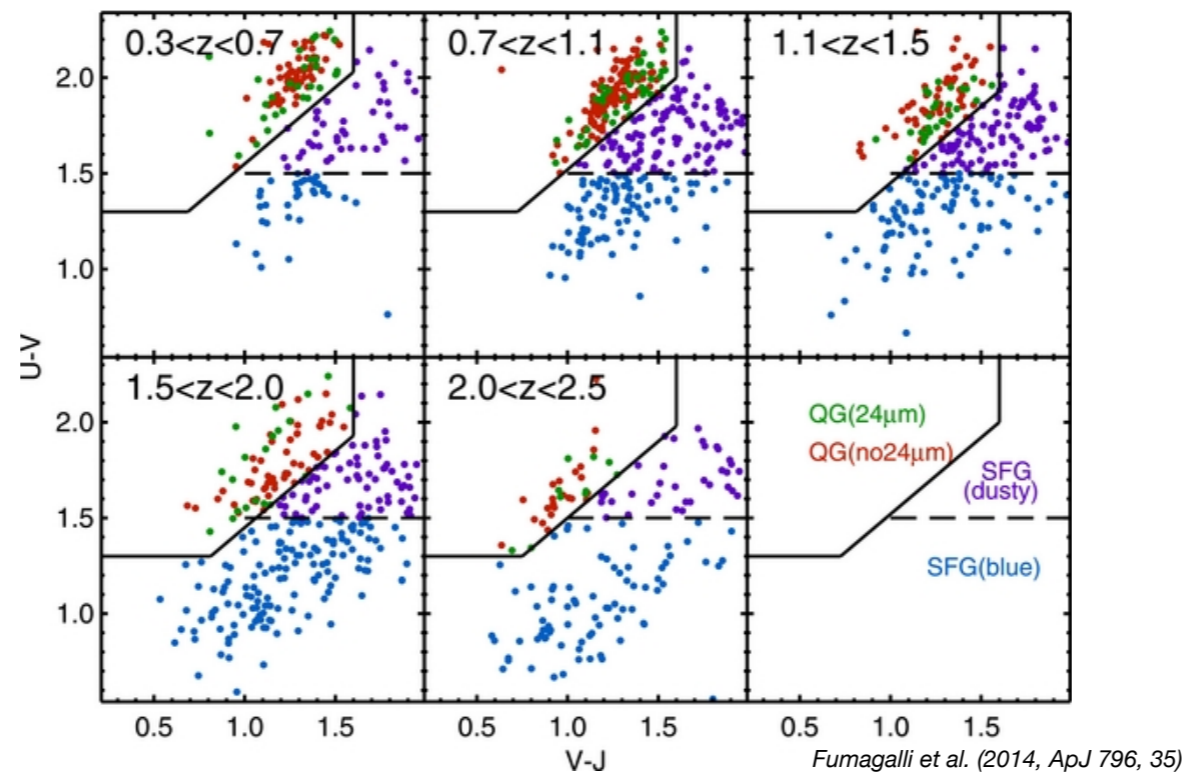 0.3<z<0.7
0.7<z<1.1
1.1<z<1.5
2.0
1.5
1.0
U-V
1.5<z<2.0
2.0<z<2.5
QG(24μm)
QG(no24μm)
SFG
(dusty)
SFG(blue)
2.0
1.5
1.0
0.5 1.0 1.5 0.5 1.0 1.5 0.5 1.0 1.5
V-J
Fumagalli et al. (2014, ApJ 796, 35)